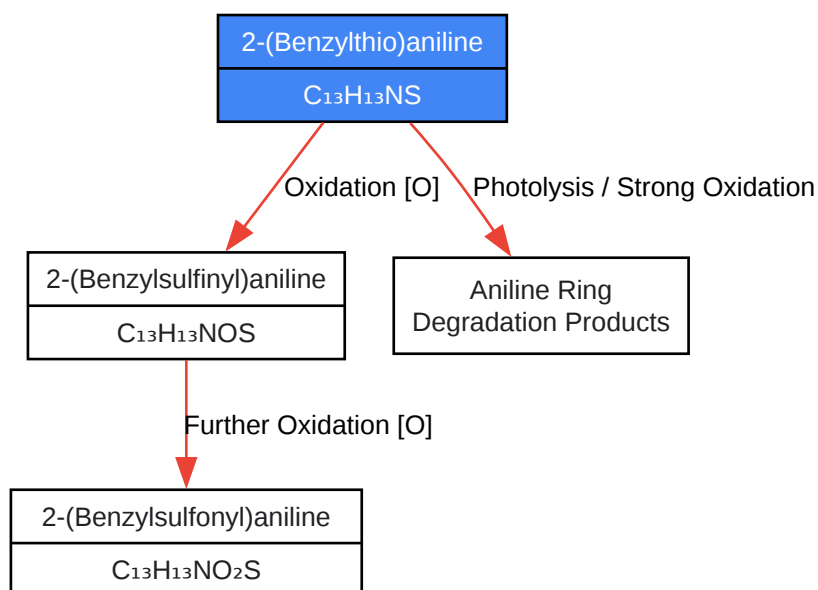 2-(Benzylthio)aniline
C₁₃H₁₃NS
Oxidation [O]
Photolysis / Strong Oxidation
2-(Benzylsulfinyl)aniline
C₁₃H₁₃NOS
Aniline Ring
Degradation Products
Further Oxidation [O]
2-(Benzylsulfonyl)aniline
C₁₃H₁₃NO₂S